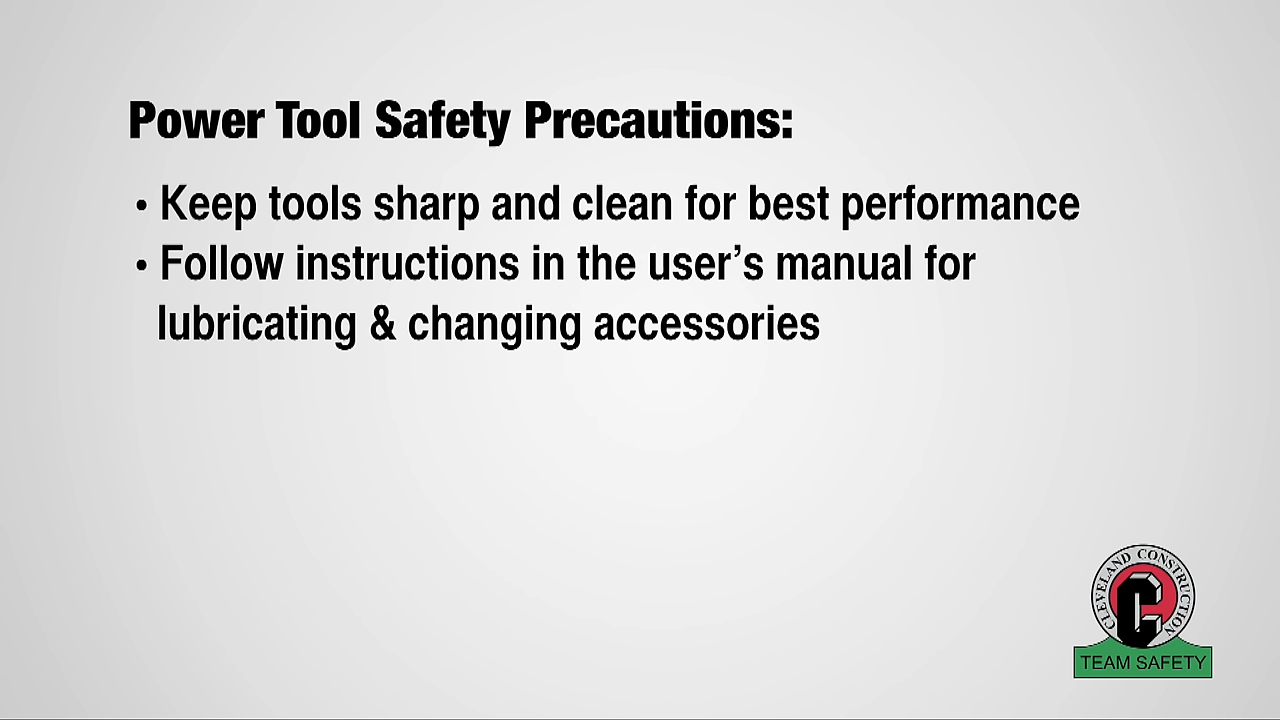 Power Tool Safety Precautions:
• Keep tools sharp and clean for best performance
• Follow instructions in the user’s manual for
lubricating & changing accessories
CLEVELAND CONSTRUCTION
C
TEAM SAFETY